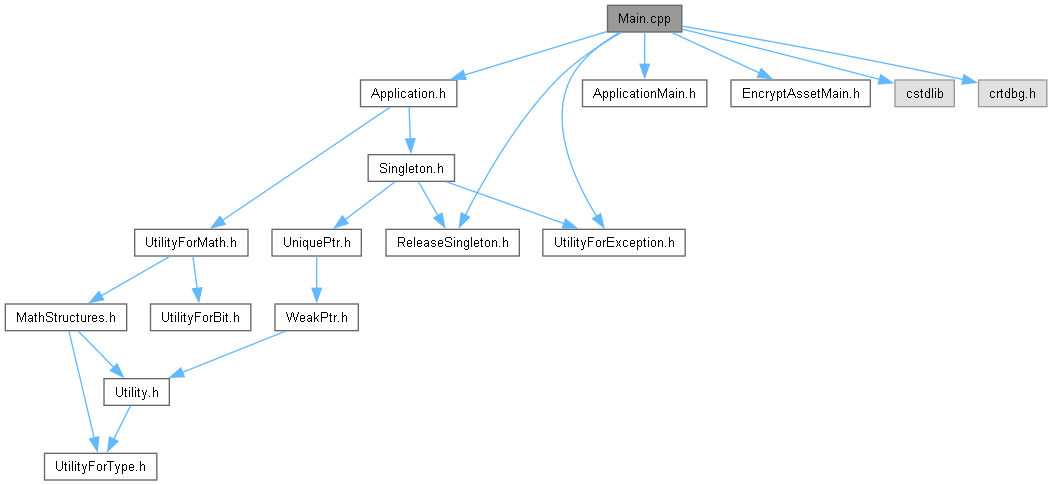 Main.cpp
Application.h
ApplicationMain.h
EncryptAssetMain.h
cstdlib
crtdbg.h
Singleton.h
UtilityForMath.h
UniquePtr.h
ReleaseSingleton.h
UtilityForException.h
MathStructures.h
UtilityForBit.h
WeakPtr.h
Utility.h
UtilityForType.h